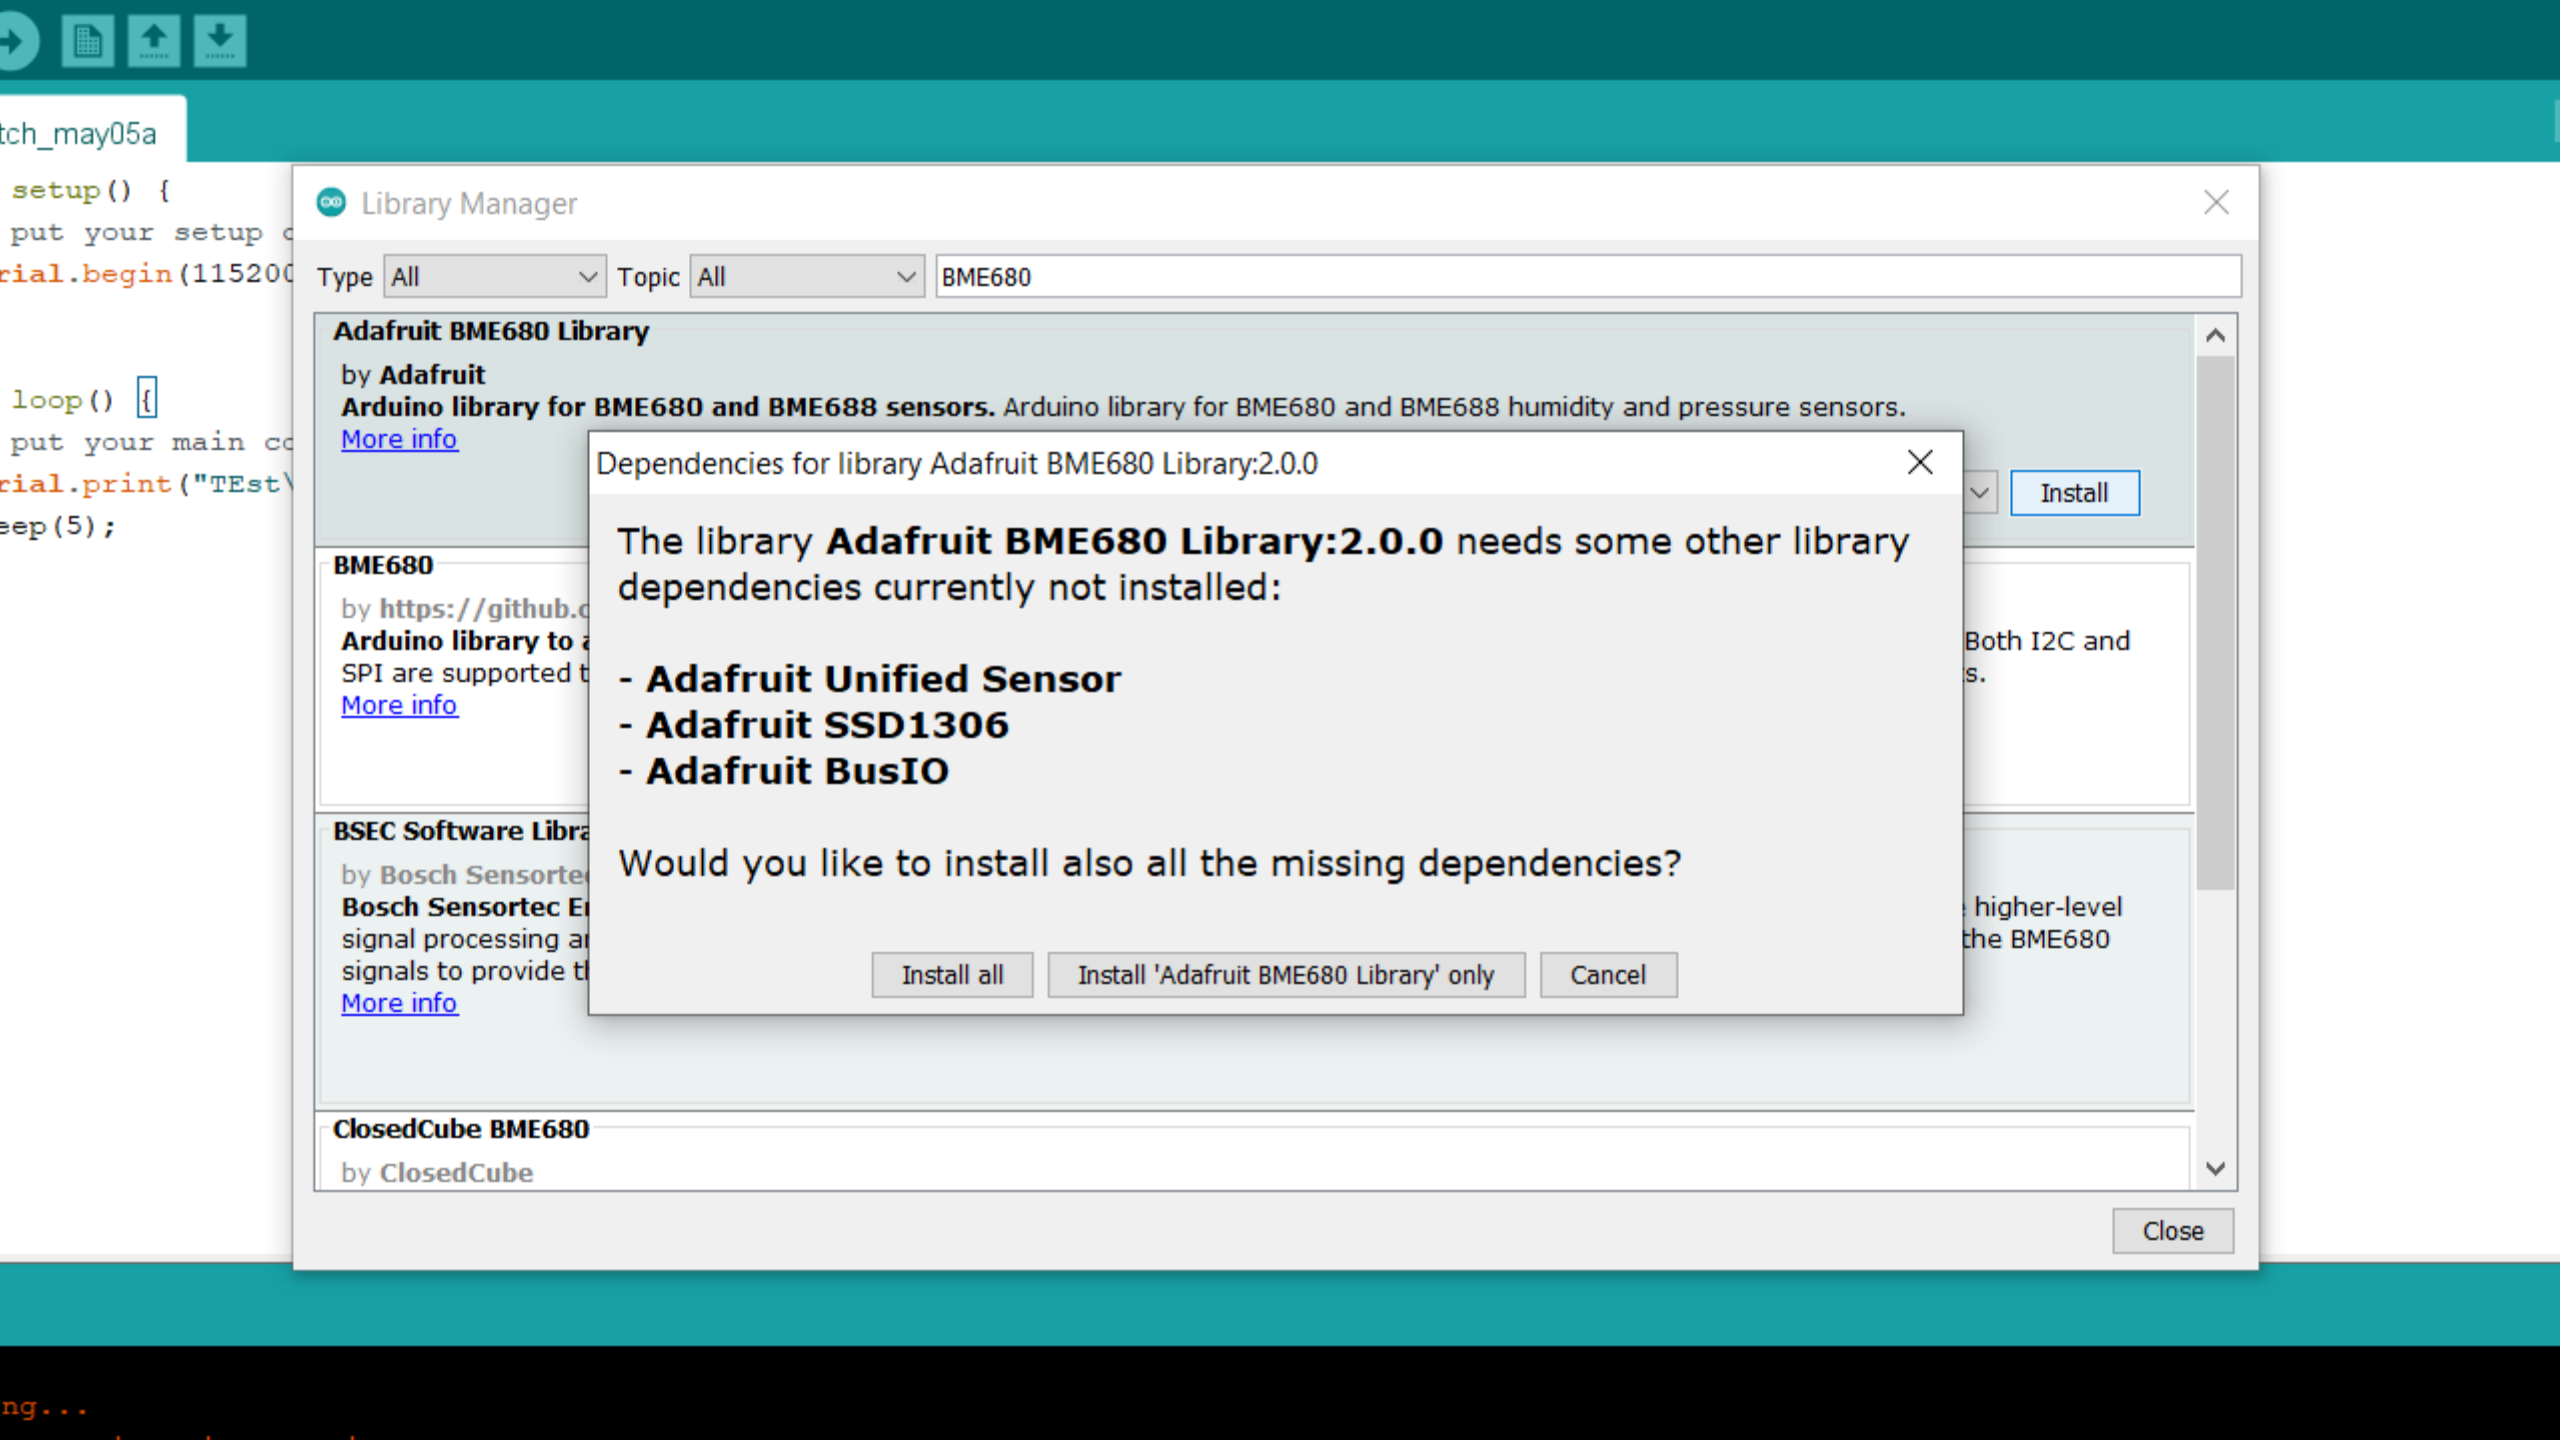 tch_may05a
setup() {
put your setup
rial.begin(115200
loop() {
put your main
rial.print("TEst\
eep(5);
Library Manager
Type All Topic All BME680
Adafruit BME680 Library
by Adafruit
Arduino library for BME680 and BME688 sensors. Arduino library for BME680 and BME688 humidity and pressure sensors.
More info
Install
Dependencies for library Adafruit BME680 Library:2.0.0
The library Adafruit BME680 Library:2.0.0 needs some other library
dependencies currently not installed:
- Adafruit Unified Sensor
- Adafruit SSD1306
- Adafruit BusIO
Would you like to install also all the missing dependencies?
Install all Install 'Adafruit BME680 Library' only Cancel
BME680
by https://github.c
Arduino library to a
Both I2C and
SPI are supported t
s.
More info
BSEC Software Libra
by Bosch Sensortec
Bosch Sensortec En
higher-level
signal processing an
the BME680
signals to provide th
More info
ClosedCube BME680
by ClosedCube
Close
ng...